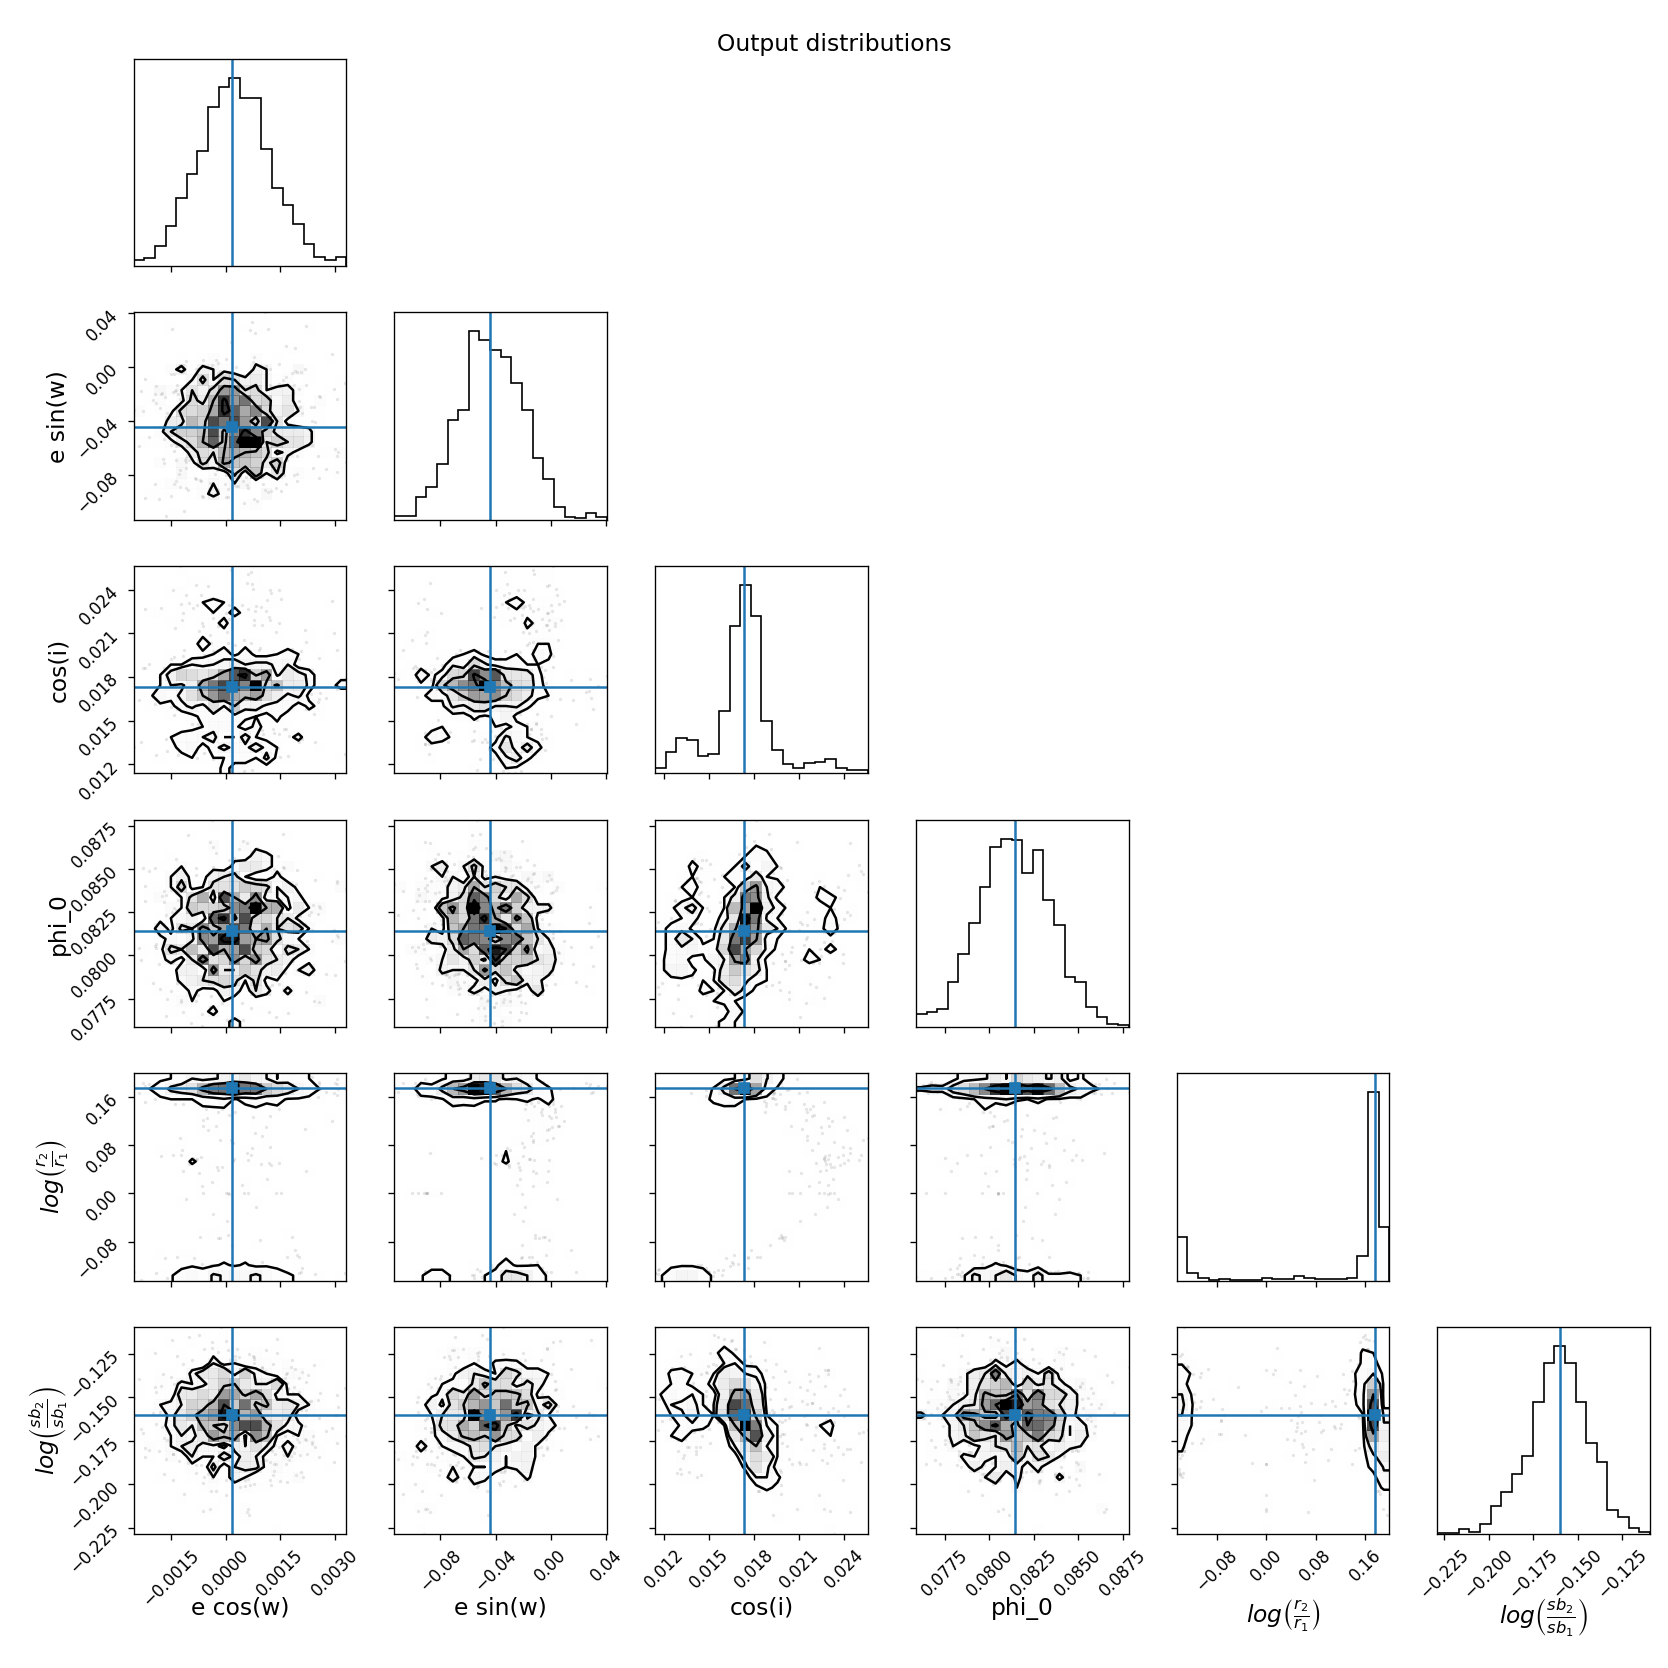 Output distributions
0.04
0.00
−0.04
−0.08
e sin(w)
0.024
0.021
0.018
0.015
0.012
cos(i)
0.0875
0.0850
0.0825
0.0800
0.0775
phi_0
0.16
0.08
0.00
−0.08
log(r₂/r₁)
−0.125
−0.150
−0.175
−0.200
−0.225
log(sb₂/sb₁)
−0.0015 0.0000 0.0015 0.0030 −0.08 −0.04 0.00 0.04 0.012 0.015 0.018 0.021 0.024 0.0775 0.0800 0.0825 0.0850 0.0875 −0.08 0.00 0.08 0.16 −0.225 −0.200 −0.175 −0.150 −0.125
e cos(w) e sin(w) cos(i) phi_0 log(r₂/r₁) log(sb₂/sb₁)